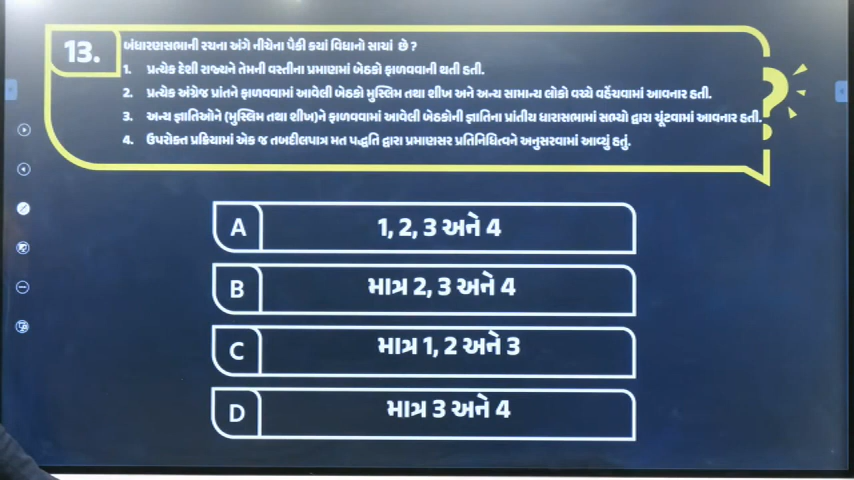 13.
બંધારણસભાની રચના અંગે નીચેના પૈકી કયાં વિધાનો સાચાં છે ?
1. પ્રત્યેક દેશી રાજ્યને તેમની વસ્તીના પ્રમાણમાં બેઠકો ફાળવવાની થતી હતી.
2. પ્રત્યેક અંગ્રેજ પ્રાંતને ફાળવવામાં આવેલી બેઠકો મુસ્લિમ તથા શીખ અને અન્ય સામાન્ય લોકો વચ્ચે વહેંચવામાં આવનાર હતી.
3. અન્ય જ્ઞાતિઓને (મુસ્લિમ તથા શીખ)ને ફાળવવામાં આવેલી બેઠકોની જ્ઞાતિના પ્રાંતીય ધારાસભામાં સભ્યો દ્વારા ચૂંટવામાં આવનાર હતી.
4. ઉપરોક્ત પ્રક્રિયામાં એક જ તબદીલપાત્ર મત પદ્ધતિ દ્વારા પ્રમાણસર પ્રતિનિધિત્વને અનુસરવામાં આવ્યું હતું.
?
A 1, 2, 3 અને 4
B માત્ર 2, 3 અને 4
C માત્ર 1, 2 અને 3
D માત્ર 3 અને 4